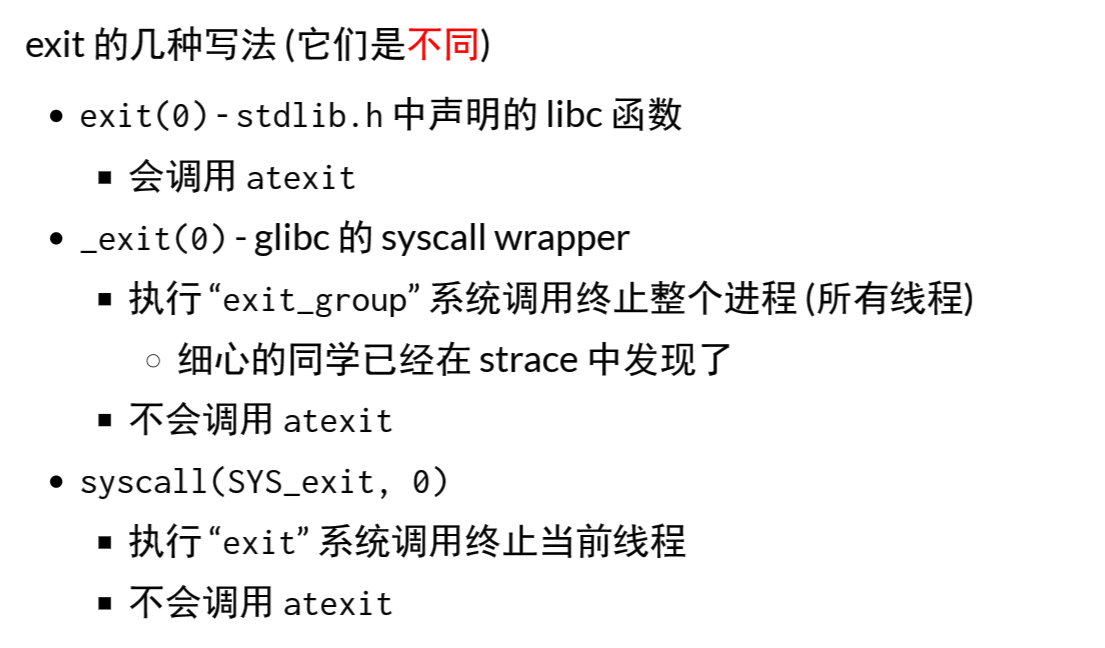 exit 的几种写法 (它们是不同)
exit(0) - stdlib.h 中声明的 libc 函数
会调用 atexit
_exit(0) - glibc 的 syscall wrapper
执行 “exit_group” 系统调用终止整个进程 (所有线程)
细心的同学已经在 strace 中发现了
不会调用 atexit
syscall(SYS_exit, 0)
执行 “exit” 系统调用终止当前线程
不会调用 atexit